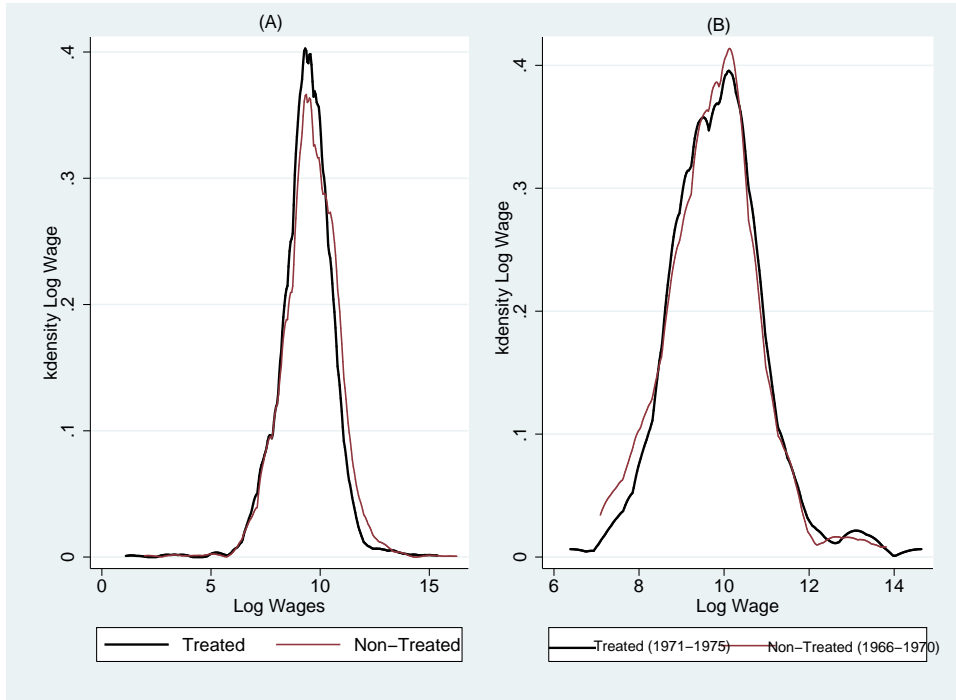 (A)
kdensity Log Wage
.4
.3
.2
.1
0
0 5 10 15
Log Wages
Treated Non−Treated
(B)
kdensity Log Wage
.4
.3
.2
.1
0
6 8 10 12 14
Log Wage
Treated (1971−1975) Non−Treated (1966−1970)